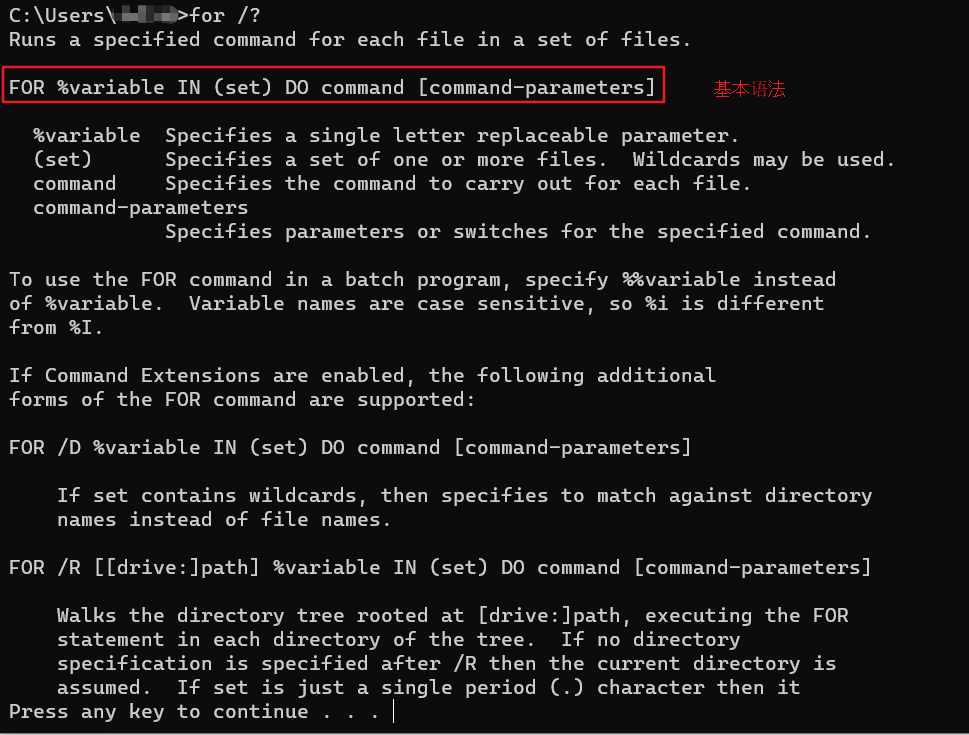 C:\Users\>for /?
Runs a specified command for each file in a set of files.
FOR %variable IN (set) DO command [command-parameters] 基本语法
%variable  Specifies a single letter replaceable parameter.
(set)      Specifies a set of one or more files.  Wildcards may be used.
command    Specifies the command to carry out for each file.
command-parameters
Specifies parameters or switches for the specified command.
To use the FOR command in a batch program, specify %%variable instead
of %variable.  Variable names are case sensitive, so %i is different
from %I.
If Command Extensions are enabled, the following additional
forms of the FOR command are supported:
FOR /D %variable IN (set) DO command [command-parameters]
If set contains wildcards, then specifies to match against directory
names instead of file names.
FOR /R [[drive:]path] %variable IN (set) DO command [command-parameters]
Walks the directory tree rooted at [drive:]path, executing the FOR
statement in each directory of the tree.  If no directory
specification is specified after /R then the current directory is
assumed.  If set is just a single period (.) character then it
Press any key to continue . . .